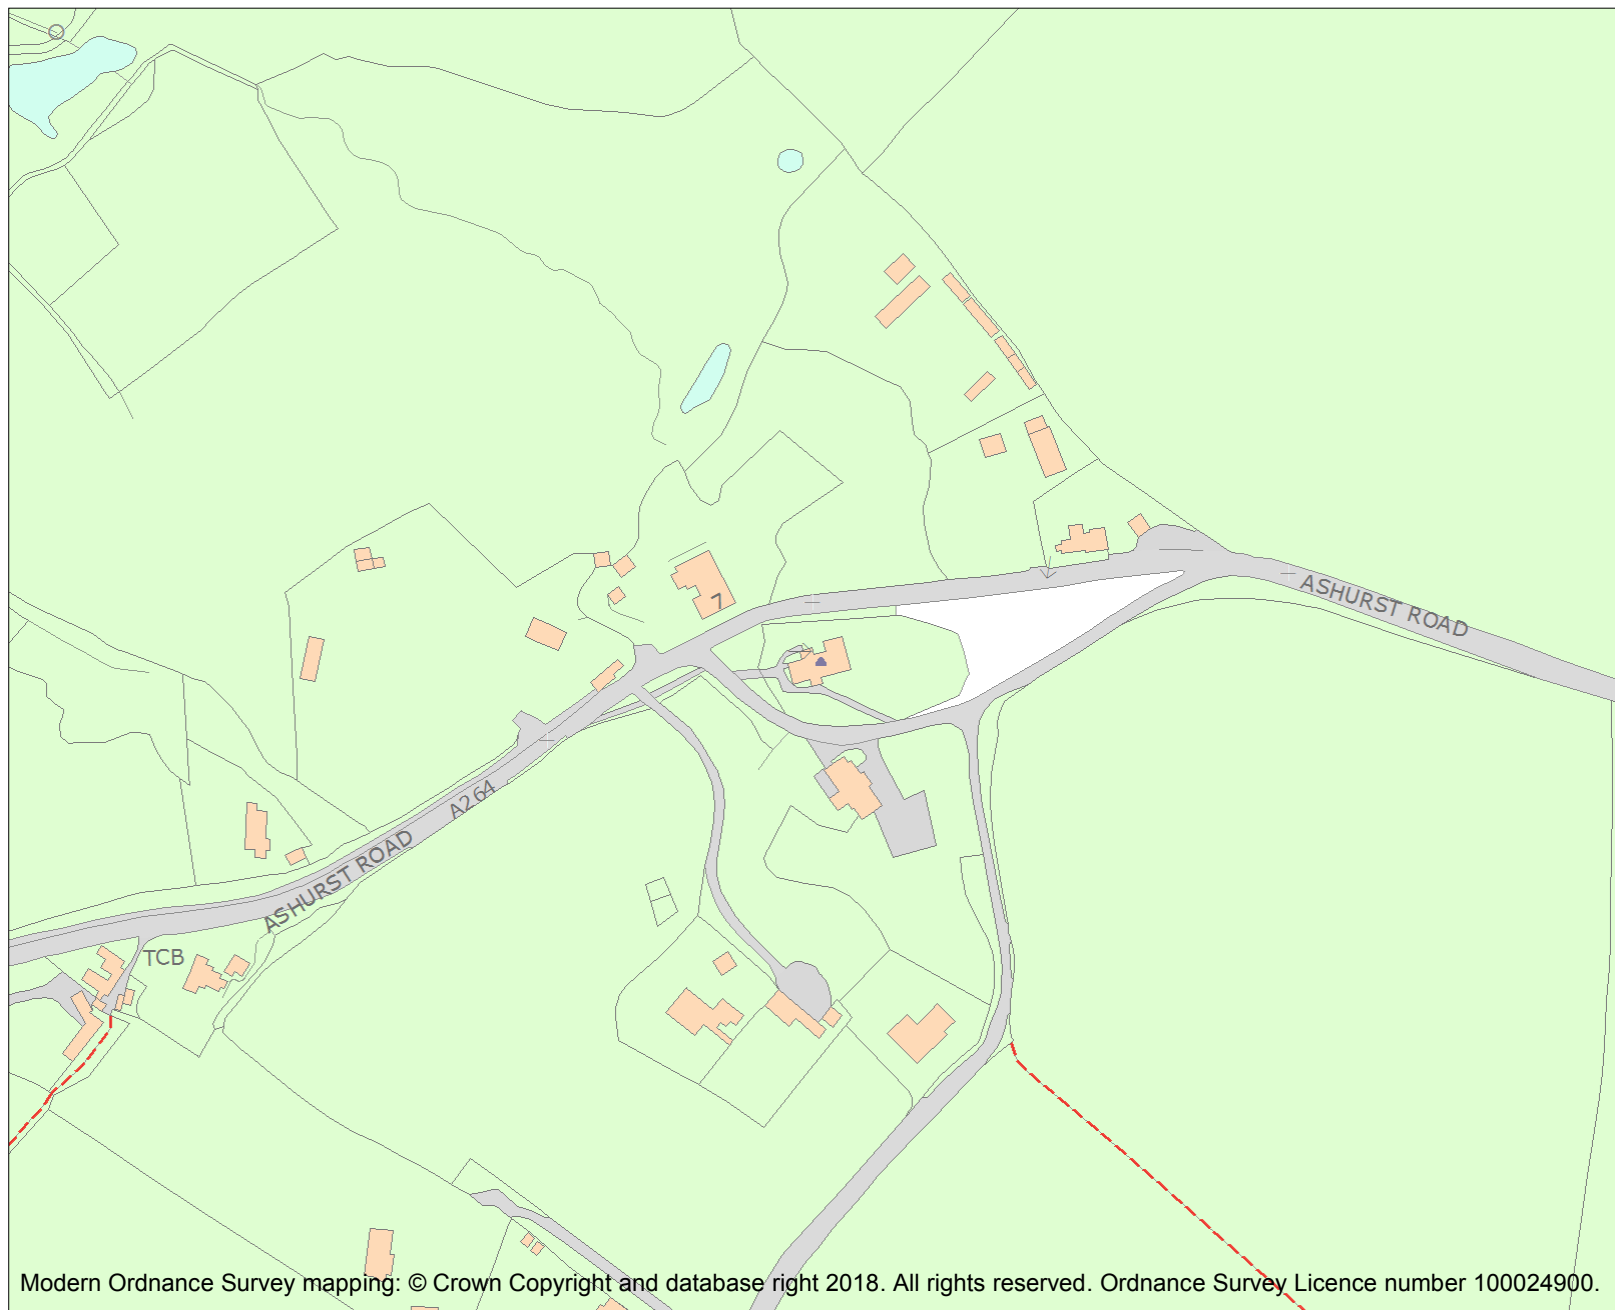 ASHURST ROAD
7
A264
ASHURST ROAD
TCB
Modern Ordnance Survey mapping: © Crown Copyright and database right 2018. All rights reserved. Ordnance Survey Licence number 100024900.